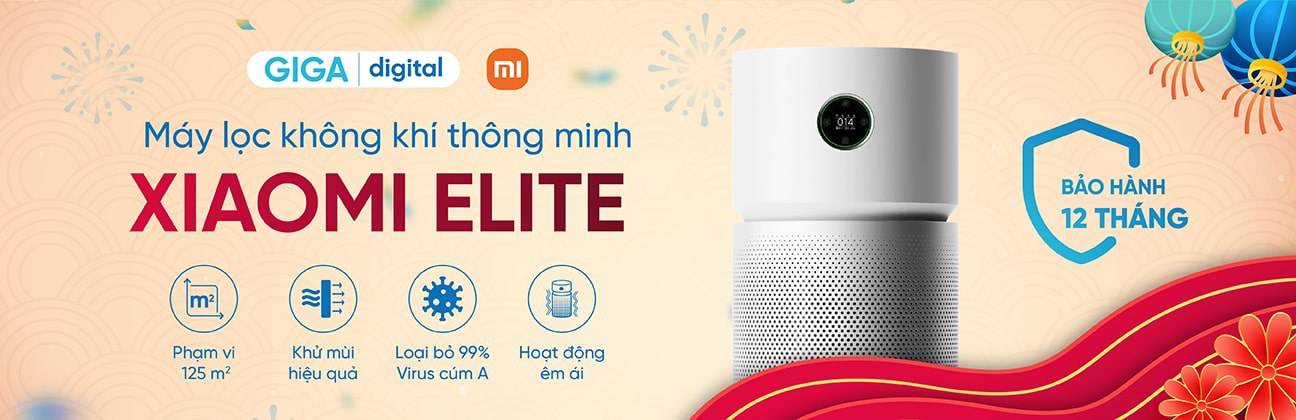 GIGA digital
mi
Máy lọc không khí thông minh
XIAOMI ELITE
m²
Phạm vi
125 m²
Khử mùi
hiệu quả
Loại bỏ 99%
Virus cúm A
Hoạt động
êm ái
014
BẢO HÀNH
12 THÁNG